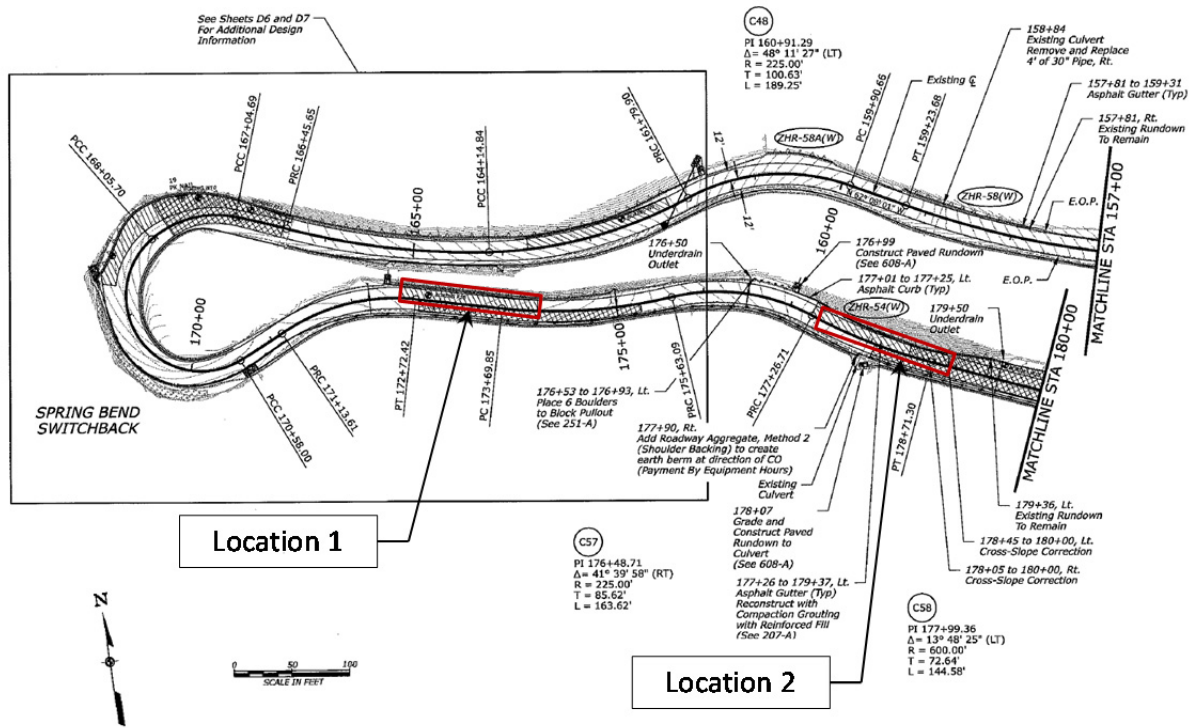 See Sheets D6 and D7
For Additional Design
Information
C48
PI 160+91.29
Δ= 48° 11' 27" (LT)
R = 225.00'
T = 100.63'
L = 189.25'
158+84
Existing Culvert
Remove and Replace
4' of 30" Pipe, Rt.
157+81 to 159+31
Asphalt Gutter (Typ)
157+81, Rt.
Existing Rundown
To Remain
Existing ℄
PC 159+90.66
PT 159+23.68
PRC 161+79.90
ZHR-58A(W)
ZHR-58(W)
12'
12'
E.O.P.
E.O.P.
MATCHLINE STA 157+00
PCC 168+05.70
PCC 167+04.69
PRC 166+45.65
165+00
PCC 164+14.84
160+00
176+50
Underdrain
Outlet
176+99
Construct Paved Rundown
(See 608-A)
177+01 to 177+25, Lt.
Asphalt Curb (Typ)
ZHR-54(W)
179+50
Underdrain
Outlet
MATCHLINE STA 180+00
170+00
PCC 170+58.00
PRC 171+13.61
PT 172+72.42
PC 173+69.85
175+00
PRC 175+63.09
PRC 177+26.71
PT 178+71.30
SPRING BEND
SWITCHBACK
176+53 to 176+93, Lt.
Place 6 Boulders
to Block Pullout
(See 251-A)
177+90, Rt.
Add Roadway Aggregate, Method 2
(Shoulder Backing) to create
earth berm at direction of CO
(Payment By Equipment Hours)
Existing
Culvert
178+07
Grade and
Construct Paved
Rundown to
Culvert
(See 608-A)
177+26 to 179+37, Lt.
Asphalt Gutter (Typ)
Reconstruct with
Compaction Grouting
with Reinforced Fill
(See 207-A)
179+36, Lt.
Existing Rundown
To Remain
178+45 to 180+00, Lt.
Cross-Slope Correction
178+05 to 180+00, Rt.
Cross-Slope Correction
Location 1
C57
PI 176+48.71
Δ= 41° 39' 58" (RT)
R = 225.00'
T = 85.62'
L = 163.62'
C58
PI 177+99.36
Δ= 13° 48' 25" (LT)
R = 600.00'
T = 72.64'
L = 144.58'
Location 2
N
0 50 100
SCALE IN FEET